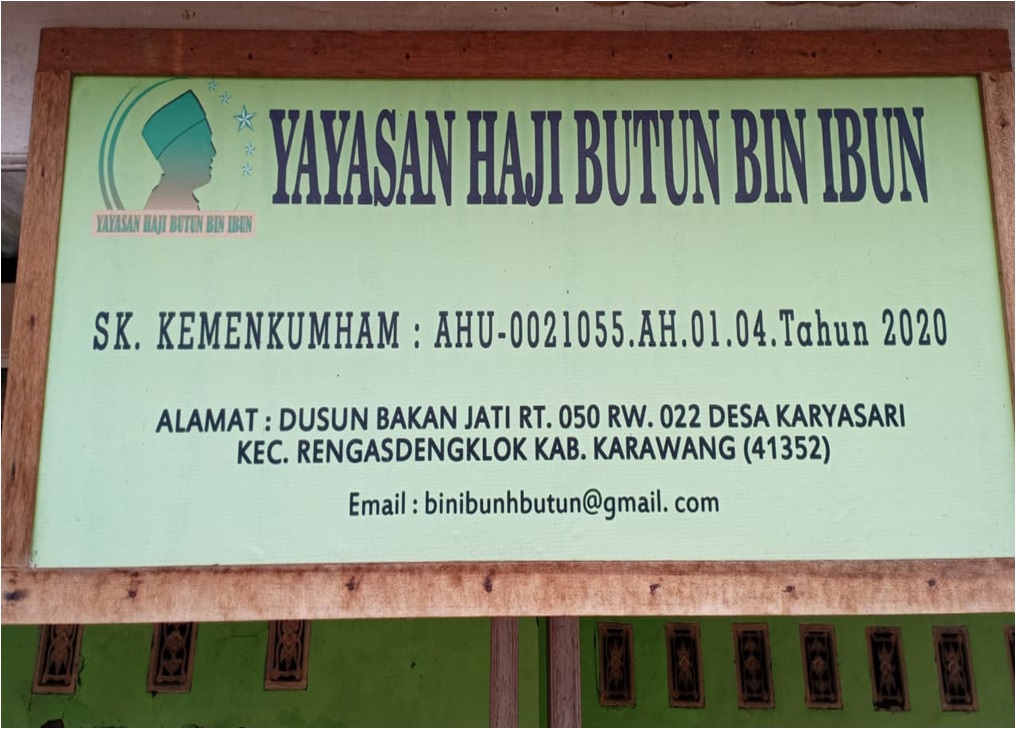 YAYASAN HAJI BUTUN BIN IBUN
YAYASAN HAJI BUTUN BIN IBUN
SK. KEMENKUMHAM : AHU-0021055.AH.01.04.Tahun 2020
ALAMAT : DUSUN BAKAN JATI RT. 050 RW. 022 DESA KARYASARI
KEC. RENGASDENGKLOK KAB. KARAWANG (41352)
Email : binibunhbutun@gmail. com